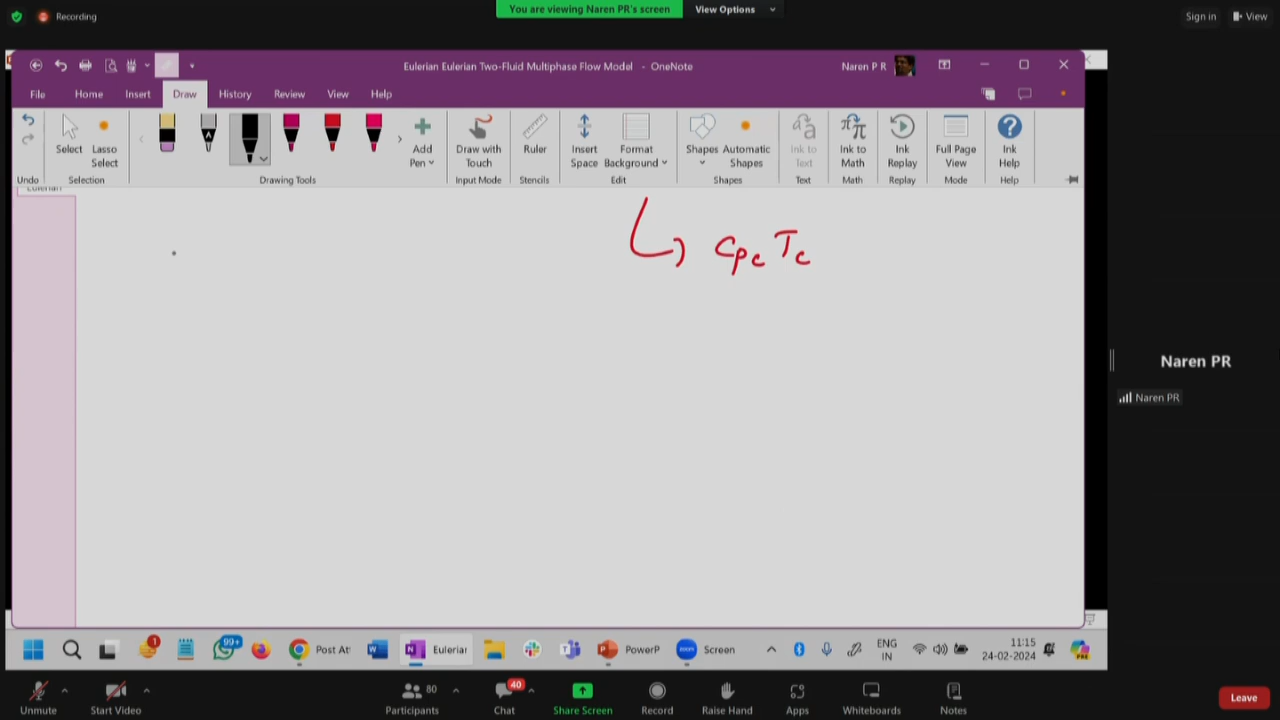 You are viewing Naren PR's screen
View Options
Recording
Sign in
View
Eulerian Eulerian Two-Fluid Multiphase Flow Model - OneNote
Naren P R
File Home Insert Draw History Review View Help
Select
Lasso Select
Add Pen
Draw with Touch
Ruler
Insert Space
Format Background
Shapes
Automatic Shapes
Ink to Text
Ink to Math
Ink Replay
Full Page View
Ink Help
Undo Selection Drawing Tools Input Mode Stencils Edit Shapes Text Math Replay Mode Help
Eulerian
Cpc Tc
Naren PR
Naren PR
1
99+
Post At
Eulerian
PowerP
Screen
ENG
IN
11:15
24-02-2024
Unmute
Start Video
80
Participants
40
Chat
Share Screen
Record
Raise Hand
Apps
Whiteboards
Notes
Leave